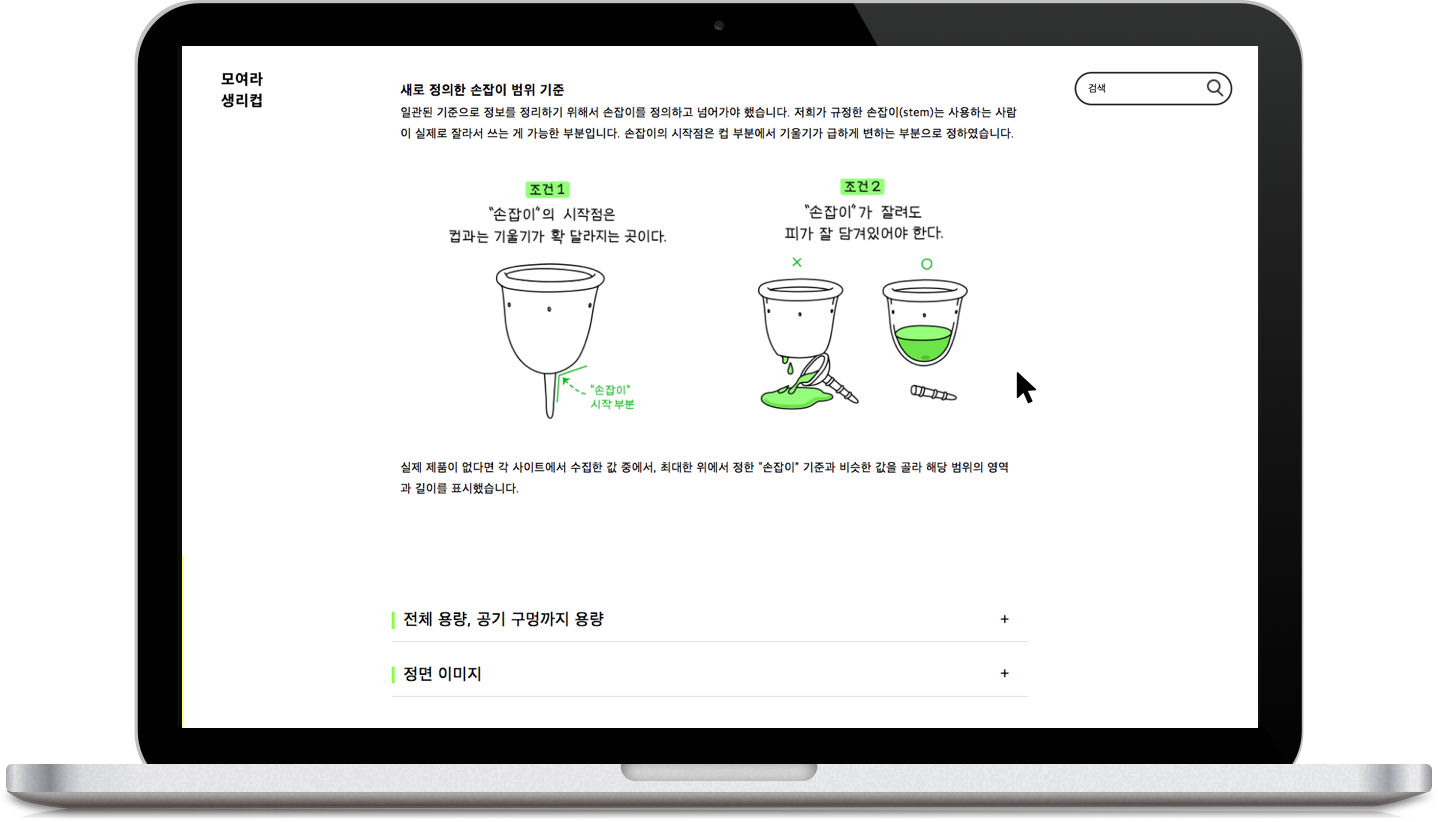 모여라
생리컵
새로 정의한 손잡이 범위 기준
일관된 기준으로 정보를 정리하기 위해서 손잡이를 정의하고 넘어가야 했습니다. 저희가 규정한 손잡이(stem)는 사용하는 사람
이 실제로 잘라서 쓰는 게 가능한 부분입니다. 손잡이의 시작점은 컵 부분에서 기울기가 급하게 변하는 부분으로 정하였습니다.
검색
조건 1
"손잡이"의 시작점은
컵과는 기울기가 확 달라지는 곳이다.
"손잡이"
시작 부분
조건 2
"손잡이"가 잘려도
피가 잘 담겨있어야 한다.
× ○
실제 제품이 없다면 각 사이트에서 수집한 값 중에서, 최대한 위에서 정한 "손잡이" 기준과 비슷한 값을 골라 해당 범위의 영역
과 길이를 표시했습니다.
전체 용량, 공기 구멍까지 용량 +
정면 이미지 +